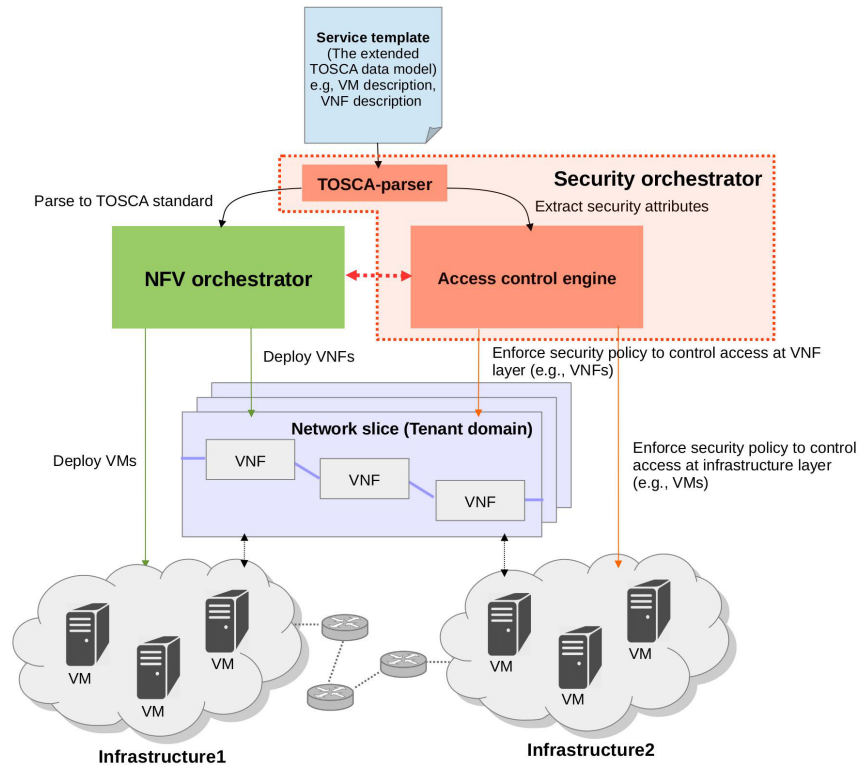 Service template
(The extended
TOSCA data model)
e.g, VM description,
VNF description
TOSCA-parser
Security orchestrator
Parse to TOSCA standard
Extract security attributes
NFV orchestrator
Access control engine
Deploy VNFs
Enforce security policy to control access at VNF
layer (e.g., VNFs)
Network slice (Tenant domain)
Deploy VMs
VNF
VNF
VNF
Enforce security policy to control
access at infrastructure layer
(e.g., VMs)
VM
VM
VM
VM
VM
VM
Infrastructure1
Infrastructure2